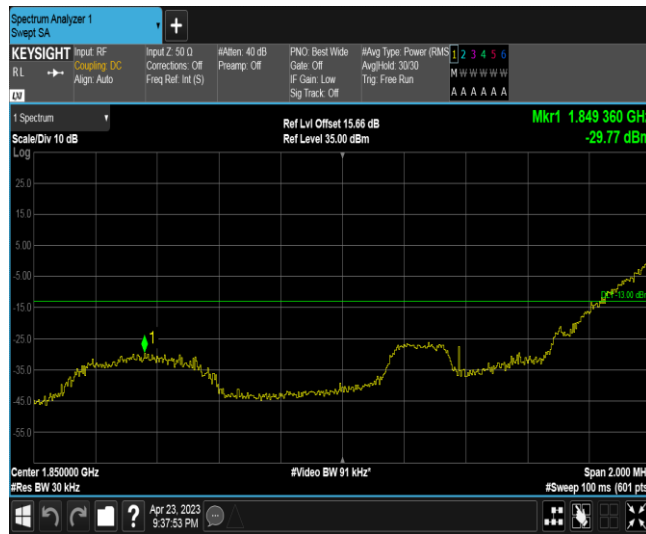 Spectrum Analyzer 1
Swept SA
+
KEYSIGHT
RL
LXI
Input: RF
Coupling: DC
Align: Auto
Input Z: 50 Ω
Corrections: Off
Freq Ref: Int (S)
#Atten: 40 dB
Preamp: Off
PNO: Best Wide
Gate: Off
IF Gain: Low
Sig Track: Off
#Avg Type: Power (RMS
Avg|Hold: 30/30
Trig: Free Run
1 2 3 4 5 6
M W W W W W
A A A A A A
1 Spectrum
Scale/Div 10 dB
Ref Lvl Offset 15.66 dB
Ref Level 35.00 dBm
Mkr1 1.849 360 GHz
-29.77 dBm
Log
25.0
15.0
5.00
-5.00
-15.0
-25.0
-35.0
-45.0
-55.0
1
DL1 -13.00 dBm
Center 1.850000 GHz
#Res BW 30 kHz
#Video BW 91 kHz*
Span 2.000 MH
#Sweep 100 ms (601 pts
?
Apr 23, 2023
9:37:53 PM